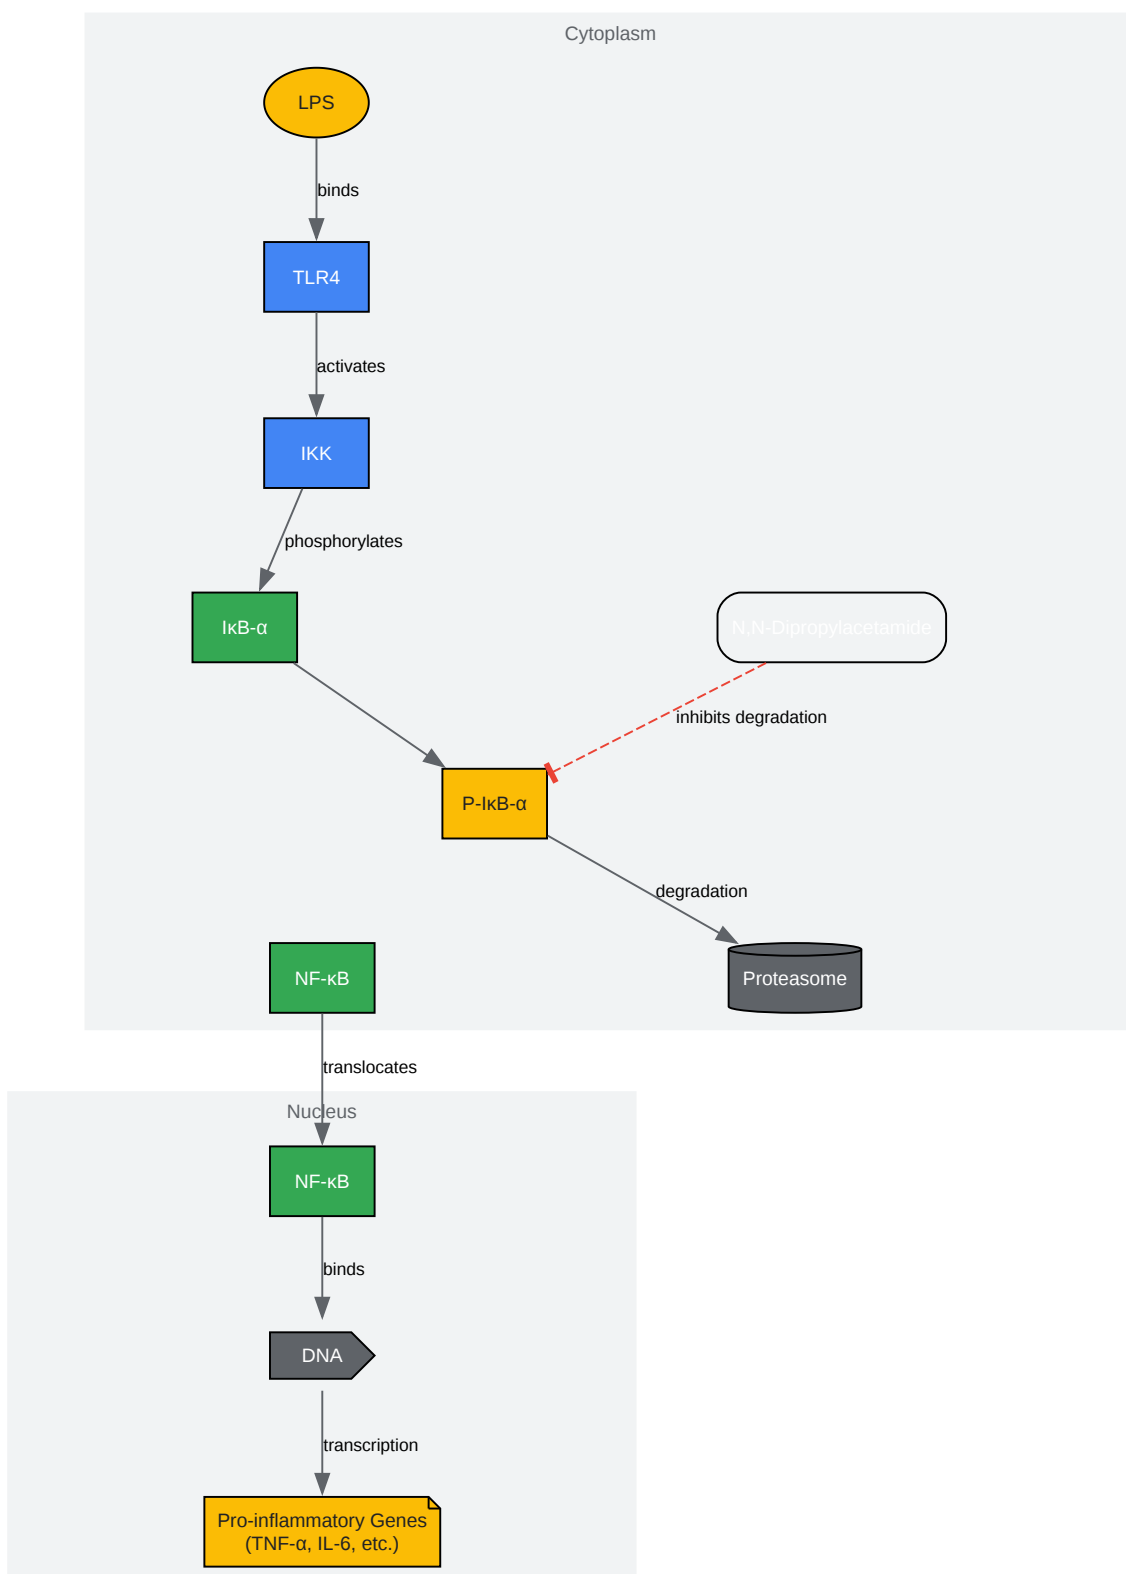 Cytoplasm
LPS
binds
TLR4
activates
IKK
phosphorylates
IκB-α
N,N-Dipropylacetamide
inhibits degradation
P-IκB-α
degradation
NF-κB
Proteasome
translocates
Nucleus
NF-κB
binds
DNA
transcription
Pro-inflammatory Genes
(TNF-α, IL-6, etc.)